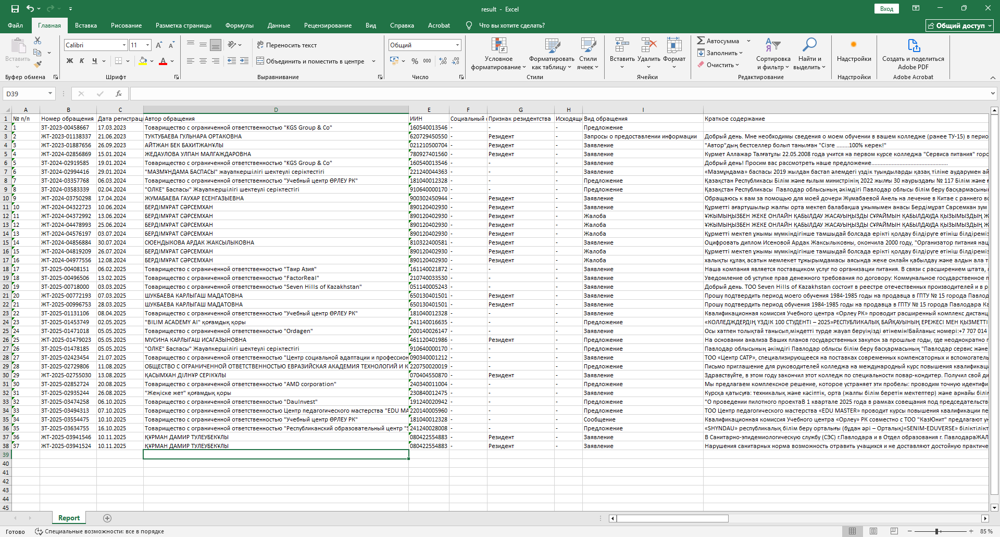 result - Excel
Вход
Файл Главная Вставка Рисование Разметка страницы Формулы Данные Рецензирование Вид Справка Acrobat Что вы хотите сделать? Общий доступ
Вставить
Буфер обмена
Calibri 11
Ж К Ч
Шрифт
Переносить текст
Объединить и поместить в центре
Выравнивание
Общий
% 000
Число
Условное форматирование
Форматировать как таблицу
Стили ячеек
Стили
Вставить Удалить Формат
Ячейки
Автосумма
Заполнить
Очистить
Сортировка и фильтр
Найти и выделить
Редактирование
Настройки
Надстройки
Создать и поделиться Adobe PDF
Adobe Acrobat
D39 fx
A B C D E F G H I
1 № п/п Номер обращения Дата регистрац Автор обращения ИИН Социальный Признак резидентства Исходящи Вид обращения Краткое содержание
2 1 ЗТ-2023-00458667 17.03.2023 Товарищество с ограниченной ответственностью "KGS Group & Co" 160540013546 - - - Предложение
3 2 ЖТ-2023-01138337 21.06.2023 ТУКТУБАЕВА ГУЛЬНАРА ОРТАКОВНА 620729450550 - Резидент - Запросы о предоставлении информации Добрый день. Мне необходимы сведения о моем обучении в вашем колледже (ранее ТУ-15) в перио
4 3 ЖТ-2023-01887656 26.09.2023 АЙТЖАН БЕК БАХИТЖАНҰЛЫ 021210500704 - Резидент - Заявление "Автор"дың бестселлер болып танылған "Сізге ........100% керек!"
5 4 ЖТ-2024-02856869 15.01.2024 ЖЕДАУЛОВА УЛПАН МАЛГАЖДАРОВНА 780927401560 - Резидент - Заявление Курмет Аллажар Талғатұлы 22.05.2008 года учится на первом курсе колледжа "Сервиса питания" горо
6 5 ЗТ-2024-02919585 19.01.2024 Товарищество с ограниченной ответственностью "KGS Group & Co" 160540013546 - - - Заявление Добрый день! Просим вас рассмотреть наше предложение.................................................
7 6 ЗТ-2024-02994416 29.01.2024 "МАЗМҰНДАМА БАСПАСЫ" жауапкершілігі шектеулі серіктестігі 221240044363 - - - Заявление «Мазмұндама» баспасы 2019 жылдан бастап әлемдегі үздік туындыларды қазақ тіліне аударумен ай
8 7 ЗТ-2024-03357768 06.03.2024 Товарищество с ограниченной ответственностью "Учебный центр ӨРЛЕУ РК" 181040012328 - - - Предложение Қазақстан Республикасы Білім және ғылым министрінің 2022 жылғы 30 наурыздағы № 117 Білім және
9 8 ЗТ-2024-03583339 02.04.2024 "ОЛКЕ" Баспасы" Жауапкершілігі шектеулі серіктестігі 910640000170 - - - Предложение Қазақстан Республикасы Павлодар облысының әкімдігі Павлодар облысы білім беру басқармасының
10 9 ЖТ-2024-03750298 17.04.2024 ЖУМАБАЕВА ГАУХАР ЕСЕНГАЗЫЕВНА 900302450944 - Резидент - Заявление Обращаюсь к вам за помощью для моей дочери Жумабаевой Анель на лечение в Китае с раннего во
11 10 ЖТ-2024-04322723 10.06.2024 БЕРДІМҰРАТ СӘРСЕМХАН 890120402930 - Резидент - Заявление Құрметті ағартушылыр жалпы орта мектеп балабақша ұжымымен анасы Бердімұрат Сарсемхан зум
12 11 ЖТ-2024-04372992 13.06.2024 БЕРДІМҰРАТ СӘРСЕМХАН 890120402930 - Резидент - Жалоба ҰЖЫМЫҢЫЗБЕН ЖЕКЕ ОНЛАЙН ҚАБЫЛДАУ ЖАСАУЫҢЫЗДЫ СҰРАЙМЫН ҚАБЫЛДАУДА ҚЫЗЫМЫЗДЫҢ Ж
13 12 ЖТ-2024-04478993 25.06.2024 БЕРДІМҰРАТ СӘРСЕМХАН 890120402930 - Резидент - Жалоба ҰЖЫМЫҢЫЗБЕН ЖЕКЕ ОНЛАЙН ҚАБЫЛДАУ ЖАСАУЫҢЫЗДЫ СҰРАЙМЫН ҚАБЫЛДАУДА ҚЫЗЫМЫЗДЫҢ Ж
14 13 ЖТ-2024-04576197 03.07.2024 БЕРДІМҰРАТ СӘРСЕМХАН 890120402930 - Резидент - Жалоба Құрметті мектеп ұжымы мүмкіндігінше тамшыдай болсада ерікті қолдау білдіруге өтініш білдіреміз
15 14 ЖТ-2024-04856884 30.07.2024 СЮЕНДЫКОВА АРДАК ЖАКСЫЛЫКОВНА 810322400581 - Резидент - Заявление Оцифровать диплом Исеновой Ардак Жаксылыковны, окончила 2000 году, "Организатор питания нац
16 15 ЖТ-2024-04819209 26.07.2024 БЕРДІМҰРАТ СӘРСЕМХАН 890120402930 - Резидент - Жалоба Құрметті мектеп ұжымы мүмкіндігінше тамшыдай болсада ерікті қолдау білдіруге өтініш білдіреміз
17 16 ЖТ-2024-04977556 12.08.2024 БЕРДІМҰРАТ СӘРСЕМХАН 890120402930 - Резидент - Жалоба халықты құлақ асатын мемлекет тұжырымдамасы аясында жеке онлайн қабылдау және алдын ала т
18 17 ЗТ-2025-00408151 06.02.2025 Товарищество с ограниченной ответственностью "Таир Азия" 161140021872 - - - Заявление Наша компания является поставщиком услуг по организации питания. В связи с расширением штата,
19 18 ЗТ-2025-00496506 13.02.2025 Товарищество с ограниченной ответственностью "FactorReal" 210740033530 - - - Заявление Уведомление об уступке прав денежного требования по договору: Коммунальное государственное п
20 19 ЗТ-2025-00718000 03.03.2025 Товарищество с ограниченной ответственностью "Seven Hills of Kazakhstan" 051140005243 - - - Заявление Добрый день. ТОО Seven Hills of Kazakhstan состоит в реестре отечественных производителей и в р
21 20 ЖТ-2025-00772193 07.03.2025 ШУКБАЕВА КАРЛЫГАШ МАДАТОВНА 650130401501 - Резидент - Заявление Прошу подтвердить период моего обучения 1984-1985 годы на продавца в ГПТУ № 15 города Павлод
22 21 ЖТ-2025-00996753 28.03.2025 ШУКБАЕВА КАРЛЫГАШ МАДАТОВНА 650130401501 - Резидент - Заявление Прошу подтвердить период обучения 1984-1985 годы на продавца в ГПТУ № 15 города Павлодара Ка
23 22 ЗТ-2025-01131106 08.04.2025 Товарищество с ограниченной ответственностью "Учебный центр ӨРЛЕУ РК" 181040012328 - - - Заявление Квалификационная комиссия Учебного центра «Орлеу РК» проводит расширенный комплекс дистанц
24 23 ЗТ-2025-01453749 02.05.2025 "BILIM ACADEMY AI" қоғамдық қоры 241140016635 - - - Предложение «КОЛЛЕДЖДЕРДІҢ ҮЗДІК 100 СТУДЕНТІ – 2025»РЕСПУБЛИКАЛЫҚ БАЙҚАУЫНЫҢ ЕРЕЖЕСІ МЕН ҚЫЗМЕТТІ
25 24 ЗТ-2025-01471018 05.05.2025 Товарищество с ограниченной ответственностью "Ordagen" 200140026147 - - - Заявление Осы хатпен толықтай танысып,міндетті түрде жауап беруіңізді өтінемін!Байланыс номері:+7 707 014
26 25 ЖТ-2025-01479023 05.05.2025 МУСИНА КАРЛЫГАШ ИСАГАЗЫНОВНА 461120401986 - Резидент - Предложение На основании анализа Ваших планов государственных закупок за прошлые годы, где неоднократно
27 26 ЗТ-2025-01478185 05.05.2025 "ОЛКЕ" Баспасы" Жауапкершілігі шектеулі серіктестігі 910640000170 - - - Предложение Павлодар облысының әкімдігі Павлодар облысы білім беру басқармасының "Павлодар сервис және
28 27 ЗТ-2025-02423454 21.07.2025 Товарищество с ограниченной ответственностью "Центр социальной адаптации и профессион 090340001212 - - - Заявление ТОО «Центр САТР», специализирующееся на поставках современных компенсаторных и вспомогатель
29 28 ЗТ-2025-02729806 11.08.2025 ОБЩЕСТВО С ОГРАНИЧЕННОЙ ОТВЕТСТВЕННОСТЬЮ ЕВРАЗИЙСКАЯ АКАДЕМИЯ ТЕХНОЛОГИЙ И К 220750020019 - - - Предложение Письмо приглашение для руководителей колледжа на международный курс повышения квалификац
30 29 ЖТ-2025-02755030 13.08.2025 ҚАСЫМХАН ДІЛНҰР СЕРІКҰЛЫ 070404550870 - Резидент - Заявление Здравствуйте, в этом году закончил этот колледж по специальности повар-кондитер. Получил свой ди
31 30 ЗТ-2025-02852724 20.08.2025 Товарищество с ограниченной ответственностью "AMD corporation" 240340011004 - - - Предложение Мы предлагаем комплексное решение, которое устраняет эти пробелы: проводим точную идентифи
32 31 ЗТ-2025-02935244 26.08.2025 "Жеңіске жет" қоғамдық қоры 230840012475 - - - Заявление Курсқа қатысуға: техникалық және кәсіптік, орта (жалпы білім беретін мектептер) және арнайы білім
33 32 ЗТ-2025-03474258 06.10.2025 Товарищество с ограниченной ответственностью "DauInvest" 191240020942 - - - Предложение "О проведении пилотного проектаВ 1 квартале 2025 года в рамках совещания под председательств
34 33 ЗТ-2025-03494313 07.10.2025 Товарищество с ограниченной ответственностью Центр педагогического мастерства "EDU MA 220140005960 - - - Предложение ТОО Центр педагогического мастерства «EDU MASTER» проводит курсы повышения квалификации пе
35 34 ЗТ-2025-03554475 10.10.2025 Товарищество с ограниченной ответственностью "Учебный центр ӨРЛЕУ РК" 181040012328 - - - Сообщение Квалификационная комиссия Учебного центра «Орлеу» РК совместно с ТОО "КазЮнит" предлагают ун
36 35 ЗТ-2025-03634755 16.10.2025 Товарищество с ограниченной ответственностью "Республиканский образовательный центр "S 241240028008 - - - Предложение «SHYNDAU» республикалық білім беру орталығы (бұдан әрі – Орталық)«SENIM-EDUVERSE» біліктілікт
37 36 ЖТ-2025-03941546 10.11.2025 ҚҰРМАН ДАМИР ТУЛЕУБЕКҰЛЫ 080422554883 - Резидент - Заявление В Санитарно-эпидемиологическую службу (СЭС) г.Павлодара и в Отдел образования г. ПавлодараЖАЛ
38 37 ЖТ-2025-03941524 10.11.2025 ҚҰРМАН ДАМИР ТУЛЕУБЕКҰЛЫ 080422554883 - Резидент - Заявление Нарушения санитарных норма возможность отравить учащихся и не доставляют достойную практиче
39
40
41
42
43
44
45
Report
Готово Специальные возможности: все в порядке 85 %